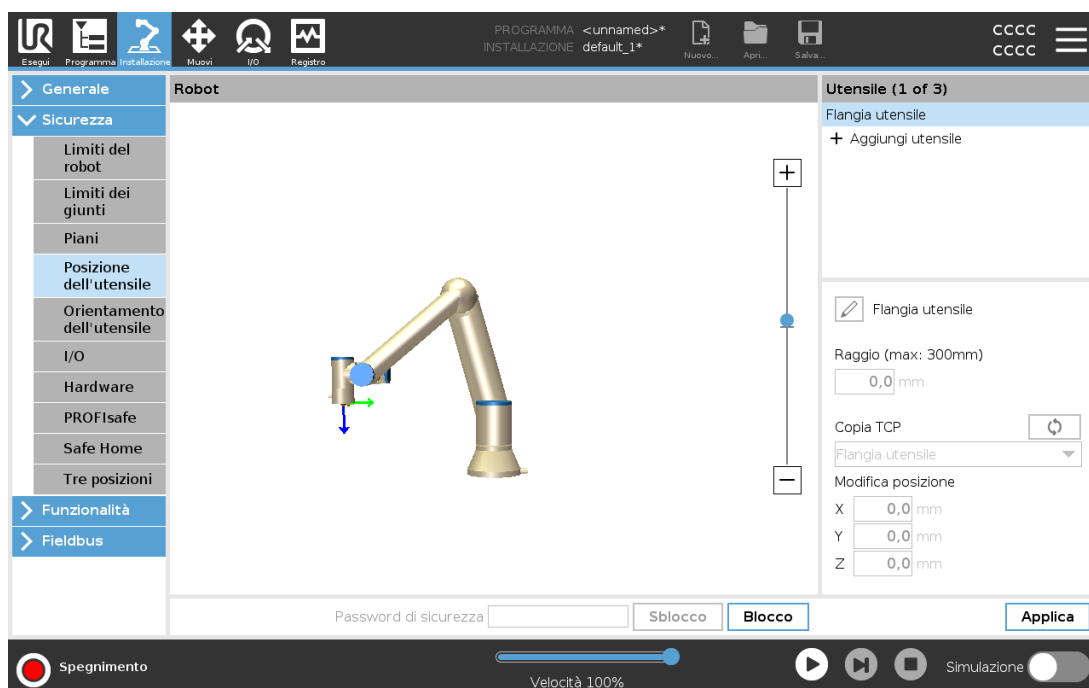 PROGRAMMA <unnamed>*
INSTALLAZIONE default_1*
Esegui Programma Installazione Muovi I/O Registro
Nuovo... Apri... Salva...
CCCC
CCCC
Generale
Sicurezza
Limiti del
robot
Limiti dei
giunti
Piani
Posizione
dell'utensile
Orientamento
dell'utensile
I/O
Hardware
PROFIsafe
Safe Home
Tre posizioni
Funzionalità
Fieldbus
Robot
Utensile (1 of 3)
Flangia utensile
+ Aggiungi utensile
Flangia utensile
Raggio (max: 300mm)
0,0 mm
Copia TCP
Flangia utensile
Modifica posizione
X 0,0 mm
Y 0,0 mm
Z 0,0 mm
Password di sicurezza Sblocco Blocco Applica
Spegnimento
Velocità 100%
Simulazione